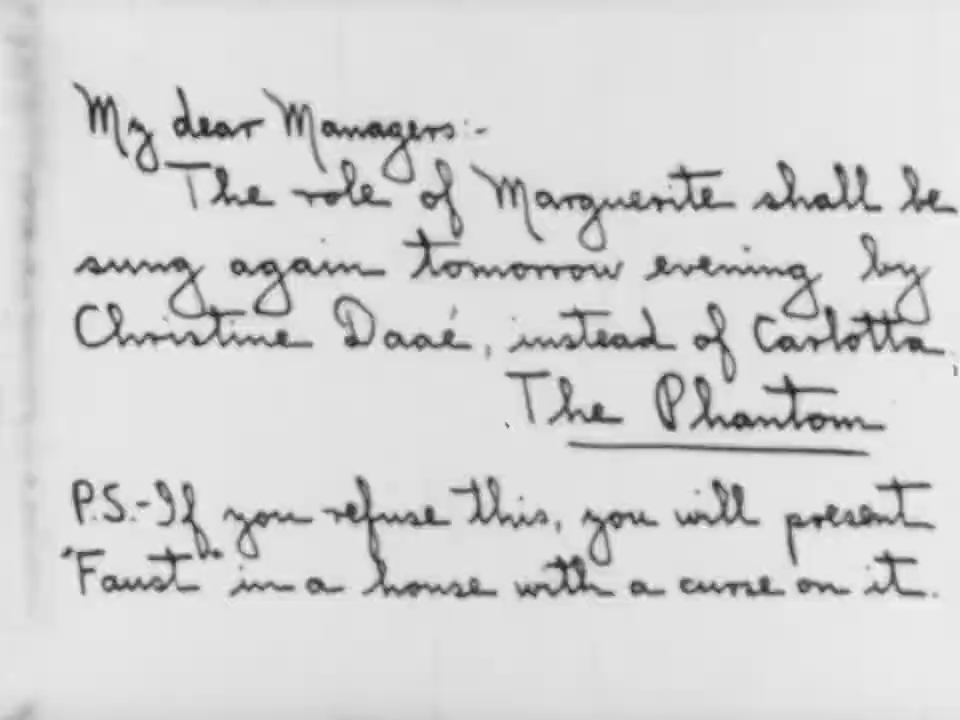 My dear Managers:-
The role of Marguerite shall be
sung again tomorrow evening by
Christine Daaé, instead of Carlotta.
The Phantom
P.S.-If you refuse this, you will present
"Faust" in a house with a curse on it.